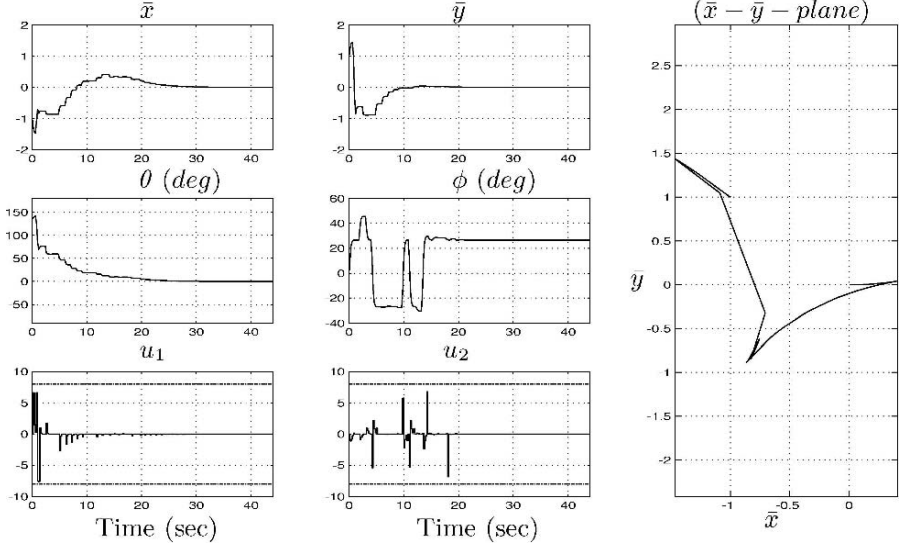 x̄ ȳ (x̄ − ȳ − plane)
2 2 2.5
1 1 2
0 0 1.5
-1 -1 1
-2 -2 0.5
0 10 20 30 40 0 10 20 30 40
θ (deg) φ (deg)
150 60
100 40
50 20
0 0
50 -20
-40
0 10 20 30 40 0 10 20 30 40
u₁ u₂
10 10
5 5
0 0
-5 -5
-10 -10
0 10 20 30 40 0 10 20 30 40
Time (sec) Time (sec)
ȳ 0
-0.5
-1
-1.5
-2
-1 -0.5 0
x̄